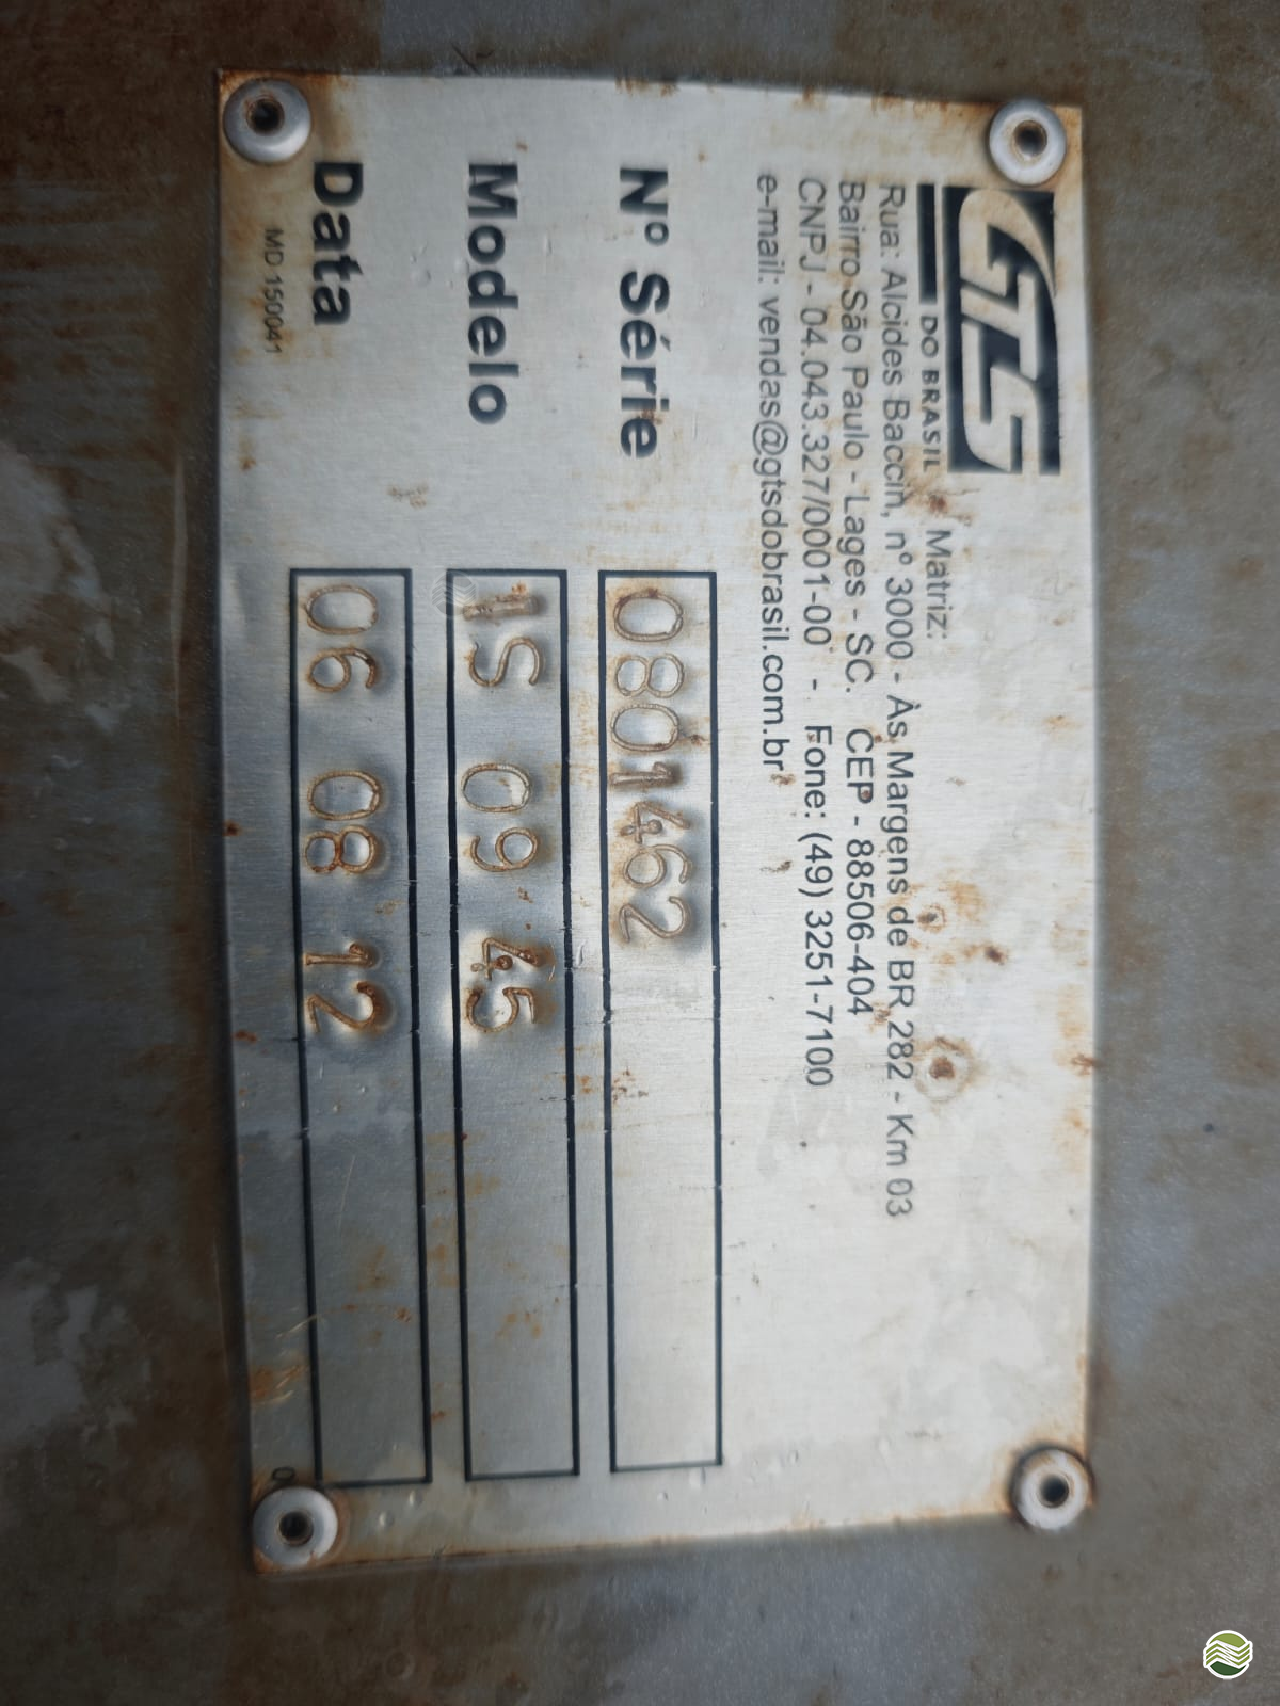 GTS
DO BRASIL
Matriz:
Rua: Alcides Baccin, nº 3000 - Às Margens de BR 282 - Km 03
Bairro São Paulo - Lages - SC. CEP - 88506-404
CNPJ - 04.043.327/0001-00 - Fone: (49) 3251-7100
e-mail: vendas@gtsdobrasil.com.br
Nº Série 0801462
Modelo 09 45
Data 06 08 12
MD 150041